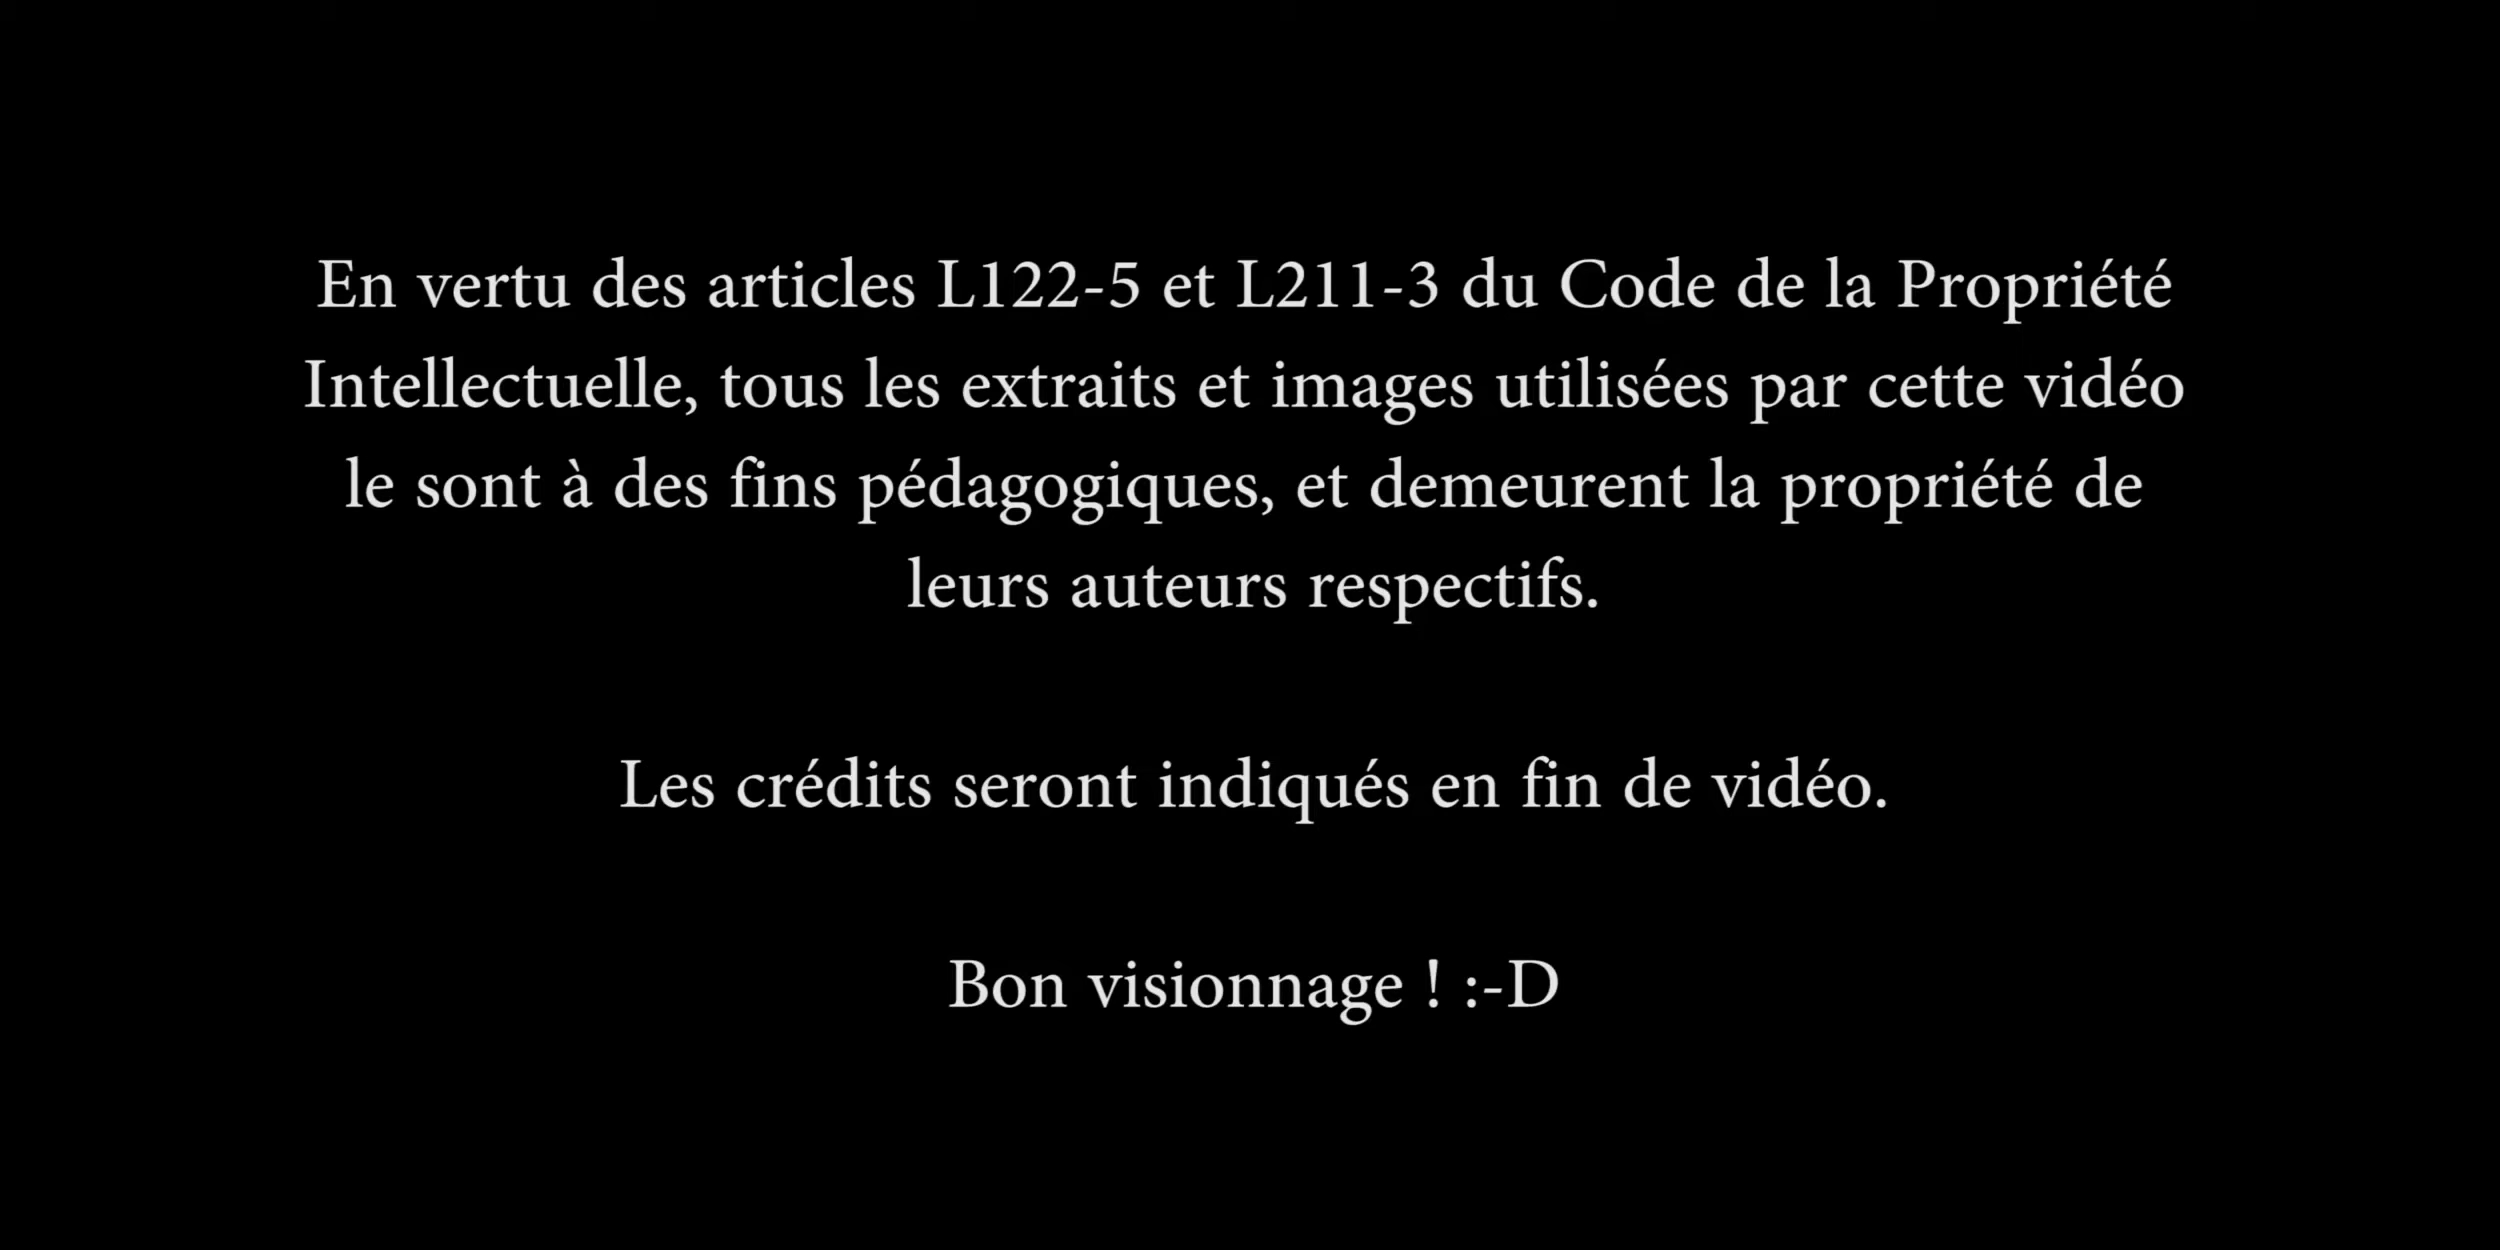 En vertu des articles L122-5 et L211-3 du Code de la Propriété
Intellectuelle, tous les extraits et images utilisées par cette vidéo
le sont à des fins pédagogiques, et demeurent la propriété de
leurs auteurs respectifs.
Les crédits seront indiqués en fin de vidéo.
Bon visionnage ! :-D